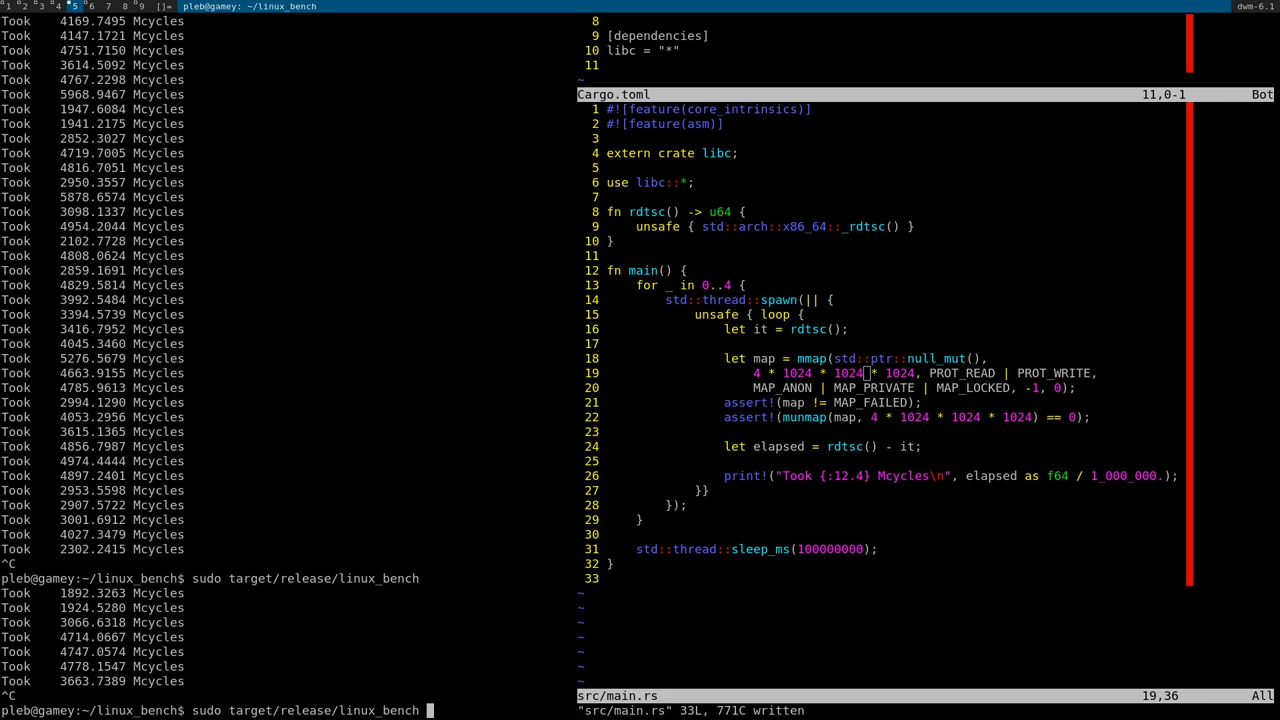 1 2 3 4 5 6 7 8 9 []= pleb@gamey: ~/linux_bench dwm-6.1
Took    4169.7495 Mcycles
Took    4147.1721 Mcycles
Took    4751.7150 Mcycles
Took    3614.5092 Mcycles
Took    4767.2298 Mcycles
Took    5968.9467 Mcycles
Took    1947.6084 Mcycles
Took    1941.2175 Mcycles
Took    2852.3027 Mcycles
Took    4719.7005 Mcycles
Took    4816.7051 Mcycles
Took    2950.3557 Mcycles
Took    5878.6574 Mcycles
Took    3098.1337 Mcycles
Took    4954.2044 Mcycles
Took    2102.7728 Mcycles
Took    4808.0624 Mcycles
Took    2859.1691 Mcycles
Took    4829.5814 Mcycles
Took    3992.5484 Mcycles
Took    3394.5739 Mcycles
Took    3416.7952 Mcycles
Took    4045.3460 Mcycles
Took    5276.5679 Mcycles
Took    4663.9155 Mcycles
Took    4785.9613 Mcycles
Took    2994.1290 Mcycles
Took    4053.2956 Mcycles
Took    3615.1365 Mcycles
Took    4856.7987 Mcycles
Took    4974.4444 Mcycles
Took    4897.2401 Mcycles
Took    2953.5598 Mcycles
Took    2907.5722 Mcycles
Took    3001.6912 Mcycles
Took    4027.3479 Mcycles
Took    2302.2415 Mcycles
^C
pleb@gamey:~/linux_bench$ sudo target/release/linux_bench
Took    1892.3263 Mcycles
Took    1924.5280 Mcycles
Took    3066.6318 Mcycles
Took    4714.0667 Mcycles
Took    4747.0574 Mcycles
Took    4778.1547 Mcycles
Took    3663.7389 Mcycles
^C
pleb@gamey:~/linux_bench$ sudo target/release/linux_bench
8
9 [dependencies]
10 libc = "*"
11
~
Cargo.toml 11,0-1 Bot
1 #![feature(core_intrinsics)]
2 #![feature(asm)]
3
4 extern crate libc;
5
6 use libc::*;
7
8 fn rdtsc() -> u64 {
9     unsafe { std::arch::x86_64::_rdtsc() }
10 }
11
12 fn main() {
13     for _ in 0..4 {
14         std::thread::spawn(|| {
15             unsafe { loop {
16                 let it = rdtsc();
17
18                 let map = mmap(std::ptr::null_mut(),
19                     4 * 1024 * 1024 * 1024, PROT_READ | PROT_WRITE,
20                     MAP_ANON | MAP_PRIVATE | MAP_LOCKED, -1, 0);
21                 assert!(map != MAP_FAILED);
22                 assert!(munmap(map, 4 * 1024 * 1024 * 1024) == 0);
23
24                 let elapsed = rdtsc() - it;
25
26                 print!("Took {:12.4} Mcycles\n", elapsed as f64 / 1_000_000.);
27             }}
28         });
29     }
30
31     std::thread::sleep_ms(100000000);
32 }
33
~
~
~
~
~
~
~
src/main.rs 19,36 All
"src/main.rs" 33L, 771C written